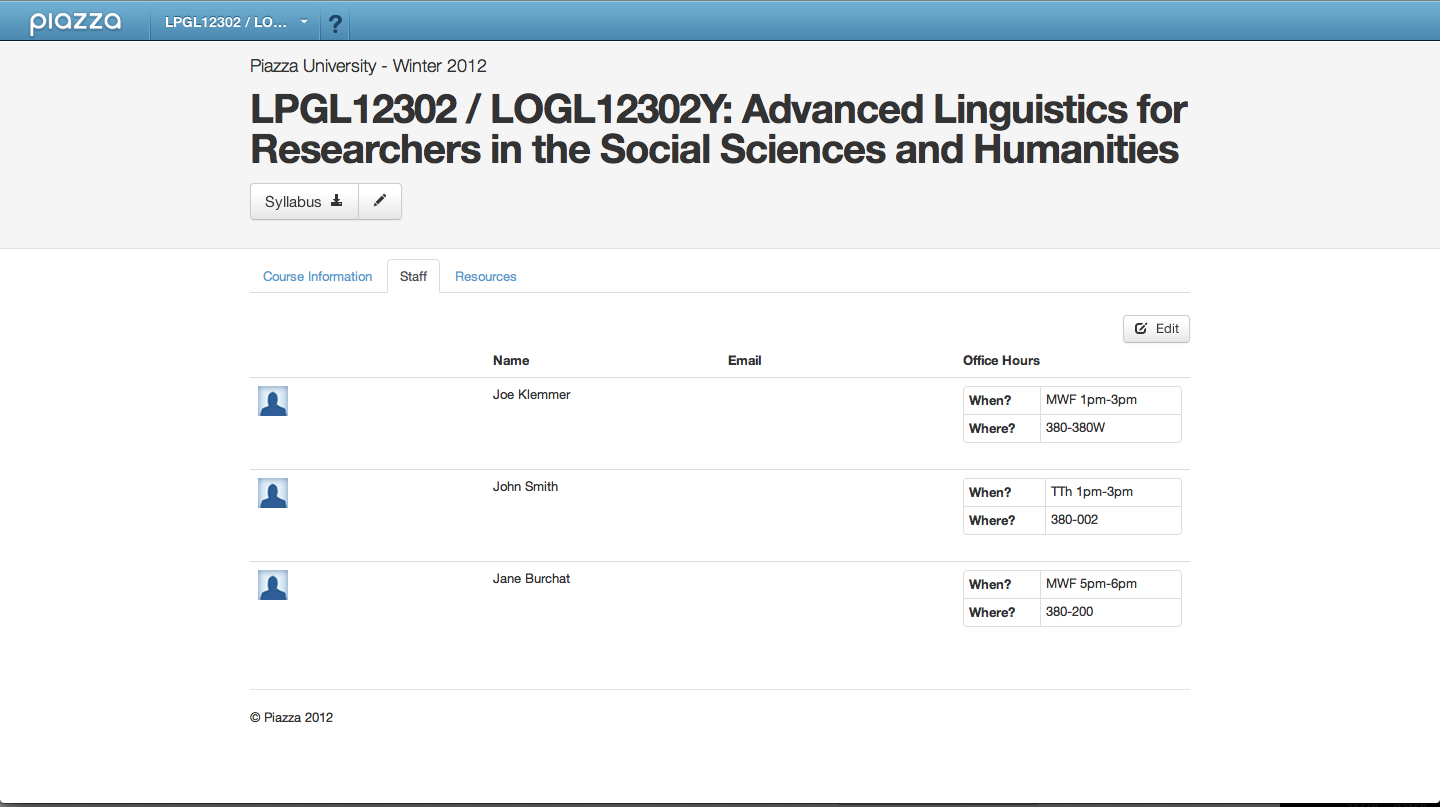 piazza LPGL12302 / LO... ?
Piazza University - Winter 2012
LPGL12302 / LOGL12302Y: Advanced Linguistics for
Researchers in the Social Sciences and Humanities
Syllabus
Course Information Staff Resources
Edit
Name Email Office Hours
Joe Klemmer When? MWF 1pm-3pm
Where? 380-380W
John Smith When? TTh 1pm-3pm
Where? 380-002
Jane Burchat When? MWF 5pm-6pm
Where? 380-200
© Piazza 2012